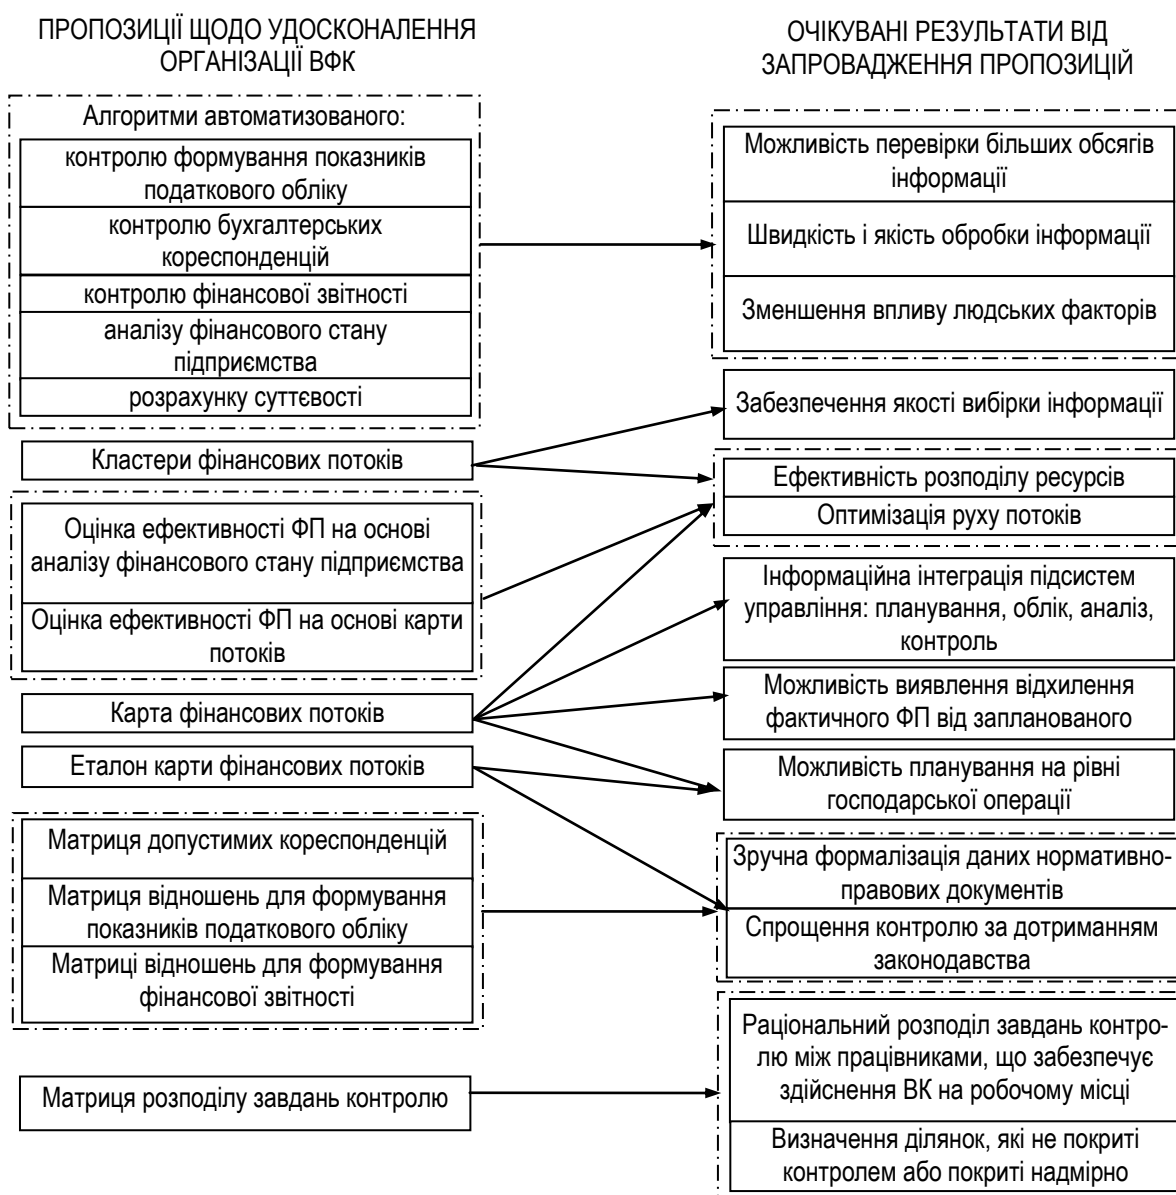 ПРОПОЗИЦІЇ ЩОДО УДОСКОНАЛЕННЯ
ОРГАНІЗАЦІЇ ВФК
Алгоритми автоматизованого:
контролю формування показників
податкового обліку
контролю бухгалтерських
кореспонденцій
контролю фінансової звітності
аналізу фінансового стану
підприємства
розрахунку суттєвості
Кластери фінансових потоків
Оцінка ефективності ФП на основі
аналізу фінансового стану підприємства
Оцінка ефективності ФП на основі карти
потоків
Карта фінансових потоків
Еталон карти фінансових потоків
Матриця допустимих кореспонденцій
Матриця відношень для формування
показників податкового обліку
Матриці відношень для формування
фінансової звітності
Матриця розподілу завдань контролю
ОЧІКУВАНІ РЕЗУЛЬТАТИ ВІД
ЗАПРОВАДЖЕННЯ ПРОПОЗИЦІЙ
Можливість перевірки більших обсягів
інформації
Швидкість і якість обробки інформації
Зменшення впливу людських факторів
Забезпечення якості вибірки інформації
Ефективність розподілу ресурсів
Оптимізація руху потоків
Інформаційна інтеграція підсистем
управління: планування, облік, аналіз,
контроль
Можливість виявлення відхилення
фактичного ФП від запланованого
Можливість планування на рівні
господарської операції
Зручна формалізація даних нормативно-
правових документів
Спрощення контролю за дотриманням
законодавства
Раціональний розподіл завдань контро-
лю між працівниками, що забезпечує
здійснення ВК на робочому місці
Визначення ділянок, які не покриті
контролем або покриті надмірно